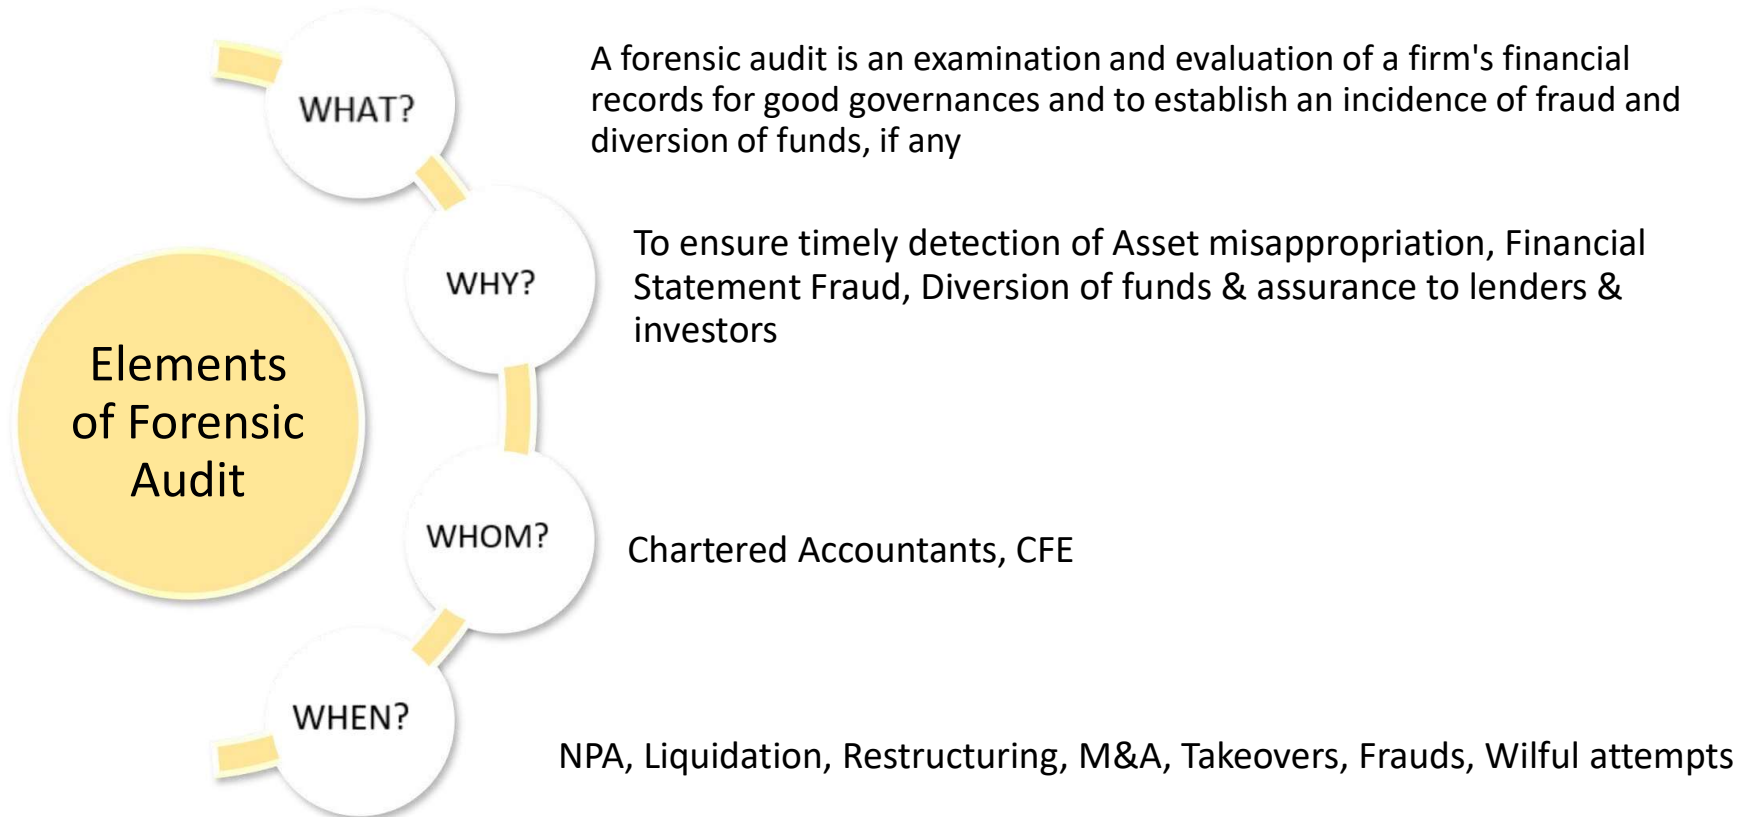 WHAT?
A forensic audit is an examination and evaluation of a firm's financial
records for good governances and to establish an incidence of fraud and
diversion of funds, if any
WHY?
To ensure timely detection of Asset misappropriation, Financial
Statement Fraud, Diversion of funds & assurance to lenders &
investors
Elements
of Forensic
Audit
WHOM?
Chartered Accountants, CFE
WHEN?
NPA, Liquidation, Restructuring, M&A, Takeovers, Frauds, Wilful attempts